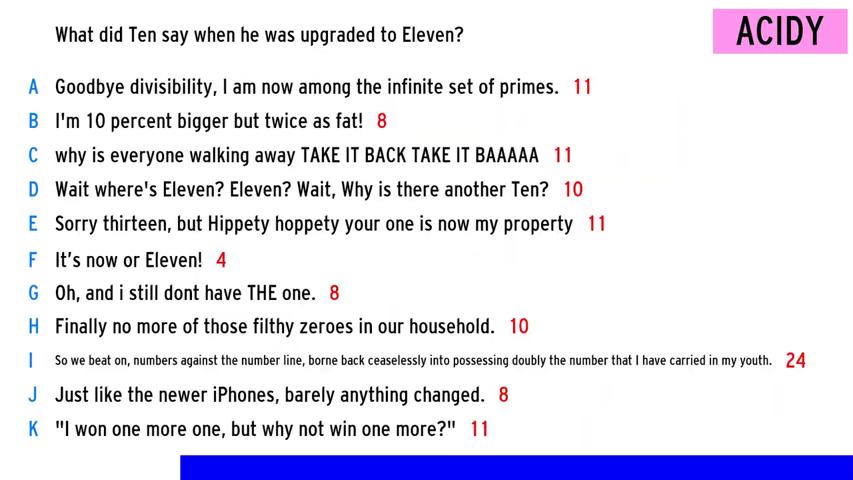 What did Ten say when he was upgraded to Eleven?
ACIDY
A Goodbye divisibility, I am now among the infinite set of primes. 11
B I'm 10 percent bigger but twice as fat! 8
C why is everyone walking away TAKE IT BACK TAKE IT BAAAAA 11
D Wait where's Eleven? Eleven? Wait, Why is there another Ten? 10
E Sorry thirteen, but Hippety hoppety your one is now my property 11
F It’s now or Eleven! 4
G Oh, and i still dont have THE one. 8
H Finally no more of those filthy zeroes in our household. 10
I So we beat on, numbers against the number line, borne back ceaselessly into possessing doubly the number that I have carried in my youth. 24
J Just like the newer iPhones, barely anything changed. 8
K "I won one more one, but why not win one more?" 11